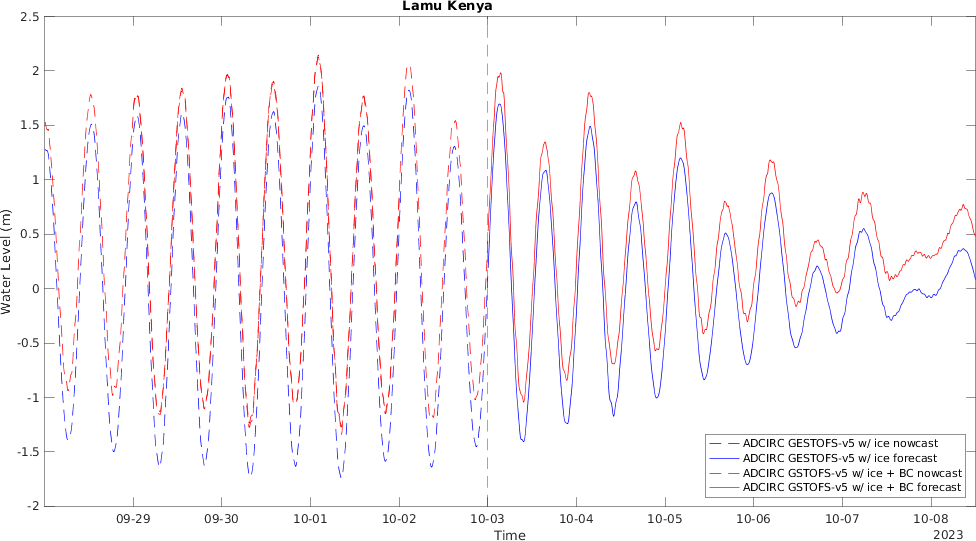 Lamu Kenya
2.5
2
1.5
1
0.5
0
-0.5
-1
-1.5
-2
Water Level (m)
ADCIRC GESTOFS-v5 w/ ice nowcast
ADCIRC GESTOFS-v5 w/ ice forecast
ADCIRC GSTOFS-v5 w/ ice + BC nowcast
ADCIRC GSTOFS-v5 w/ ice + BC forecast
09-29 09-30 10-01 10-02 10-03 10-04 10-05 10-06 10-07 10-08
Time 2023